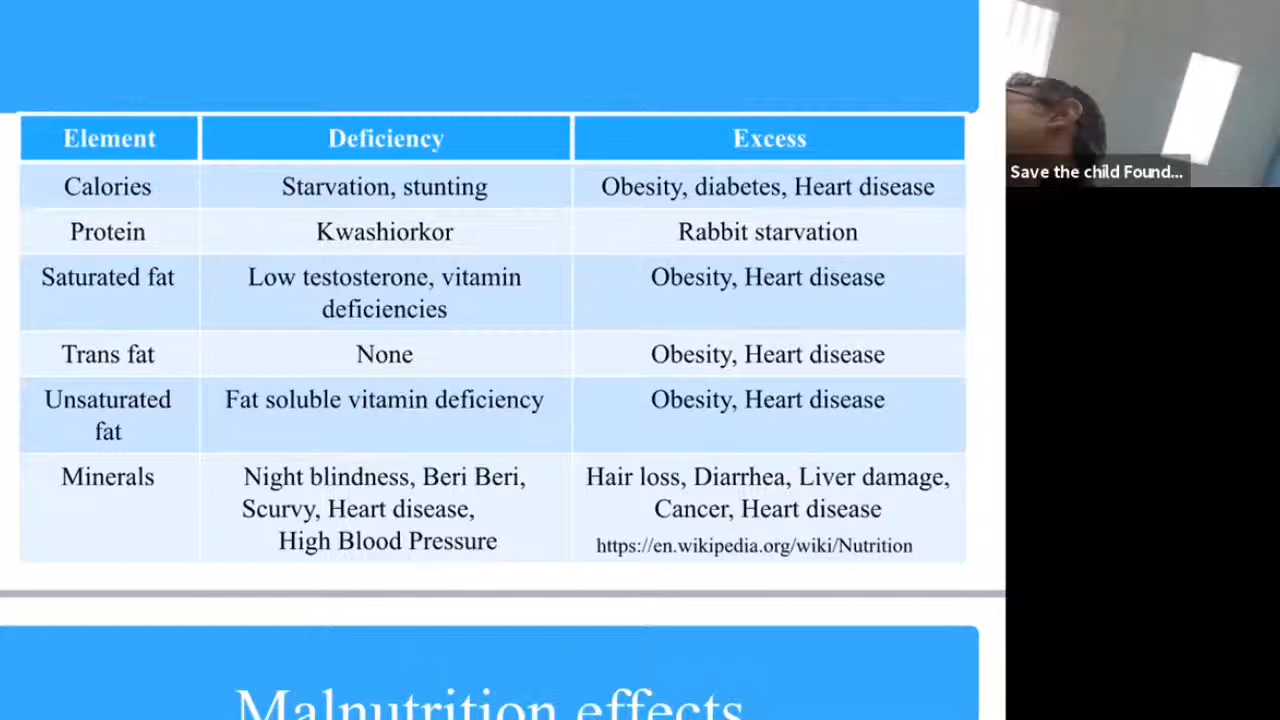 Element Deficiency Excess
Calories Starvation, stunting Obesity, diabetes, Heart disease
Protein Kwashiorkor Rabbit starvation
Saturated fat Low testosterone, vitamin Obesity, Heart disease
deficiencies
Trans fat None Obesity, Heart disease
Unsaturated Fat soluble vitamin deficiency Obesity, Heart disease
fat
Minerals Night blindness, Beri Beri, Hair loss, Diarrhea, Liver damage,
Scurvy, Heart disease, Cancer, Heart disease
High Blood Pressure https://en.wikipedia.org/wiki/Nutrition
Malnutrition effects
Save the child Found...